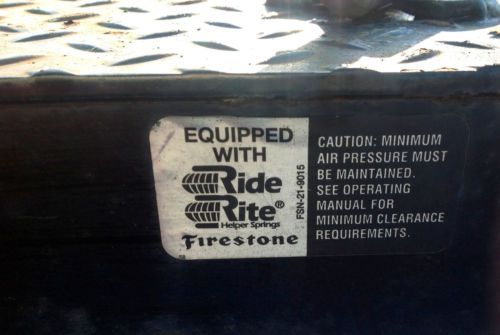 EQUIPPED
WITH
Ride
Rite®
Helper Springs
Firestone
FSN-21-9015
CAUTION: MINIMUM
AIR PRESSURE MUST
BE MAINTAINED.
SEE OPERATING
MANUAL FOR
MINIMUM CLEARANCE
REQUIREMENTS.